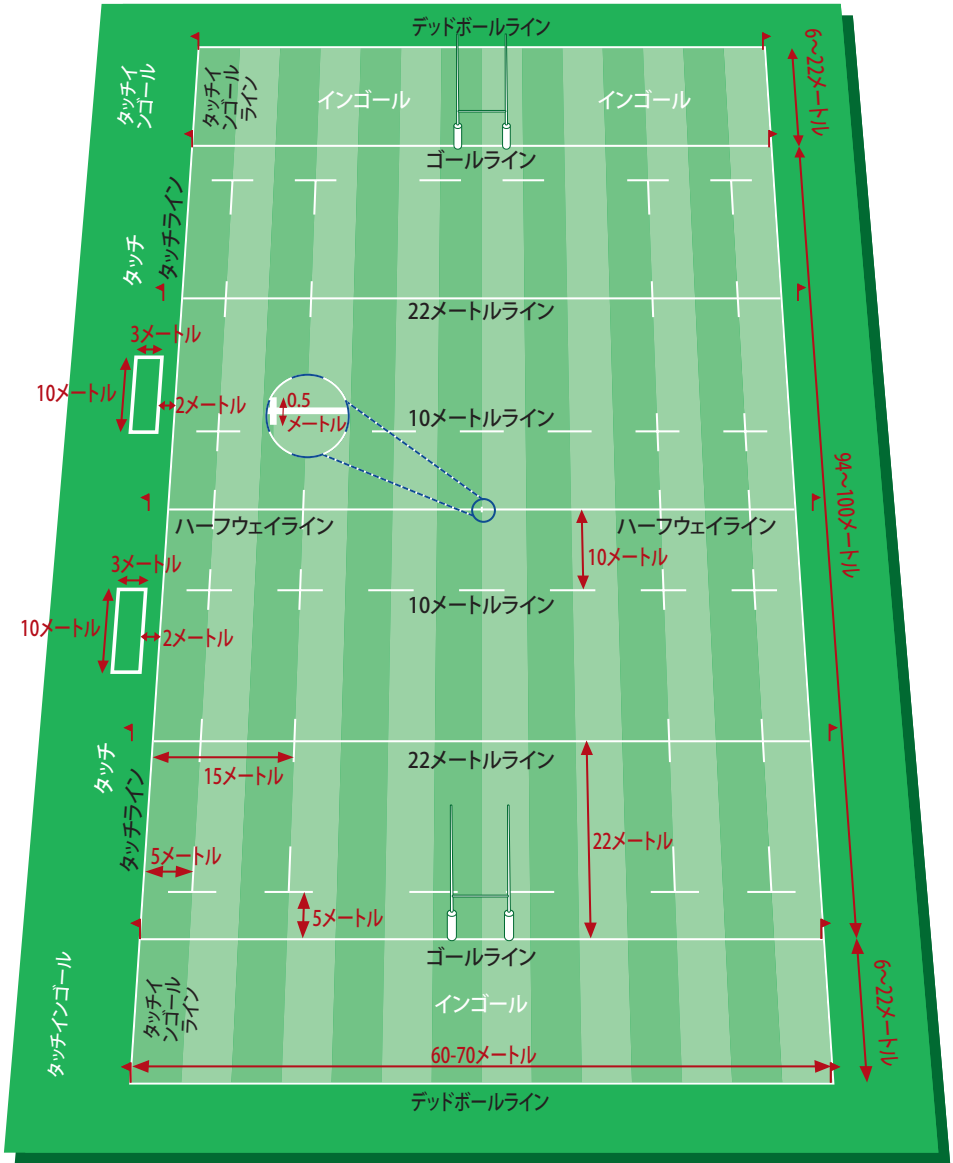 デッドボールライン
6〜22メートル
タッチイ
ンゴール
タッチイ
ンゴール
ライン
インゴール
インゴール
ゴールライン
タッチライン
タッチ
22メートルライン
3メートル
10メートル
2メートル
0.5
メートル
10メートルライン
94〜100メートル
ハーフウェイライン
ハーフウェイライン
10メートル
3メートル
10メートルライン
10メートル
2メートル
タッチ
22メートルライン
15メートル
タッチライン
22メートル
5メートル
5メートル
ゴールライン
タッチインゴール
タッチイ
ンゴール
ライン
インゴール
6〜22メートル
60-70メートル
デッドボールライン